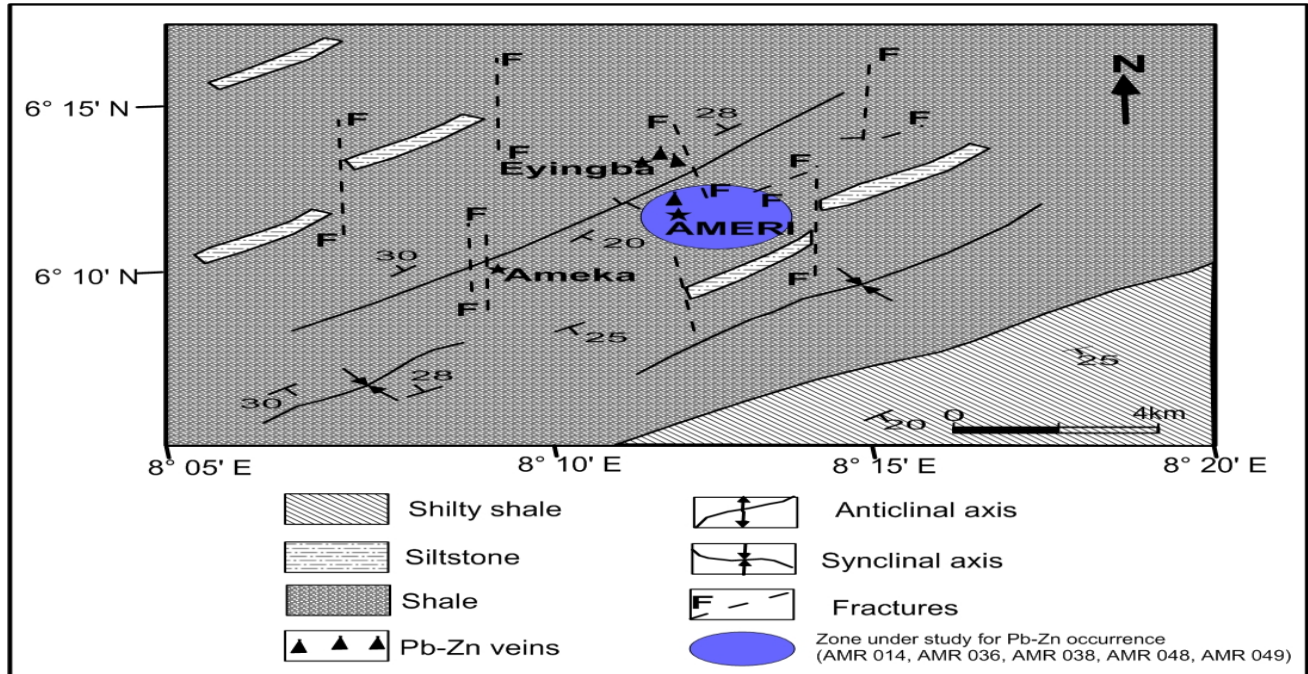 N
F
F
6° 15' N
28
F
F
F
F
F
Eyingba
F
F
F
AMERI
F
20
30
6° 10' N
Ameka
F
F
25
25
28
30
20
0
4km
8° 05' E
8° 10' E
8° 15' E
8° 20' E
Shilty shale
Anticlinal axis
Siltstone
Synclinal axis
Shale
F
Fractures
Pb-Zn veins
Zone under study for Pb-Zn occurrence
(AMR 014, AMR 036, AMR 038, AMR 048, AMR 049)